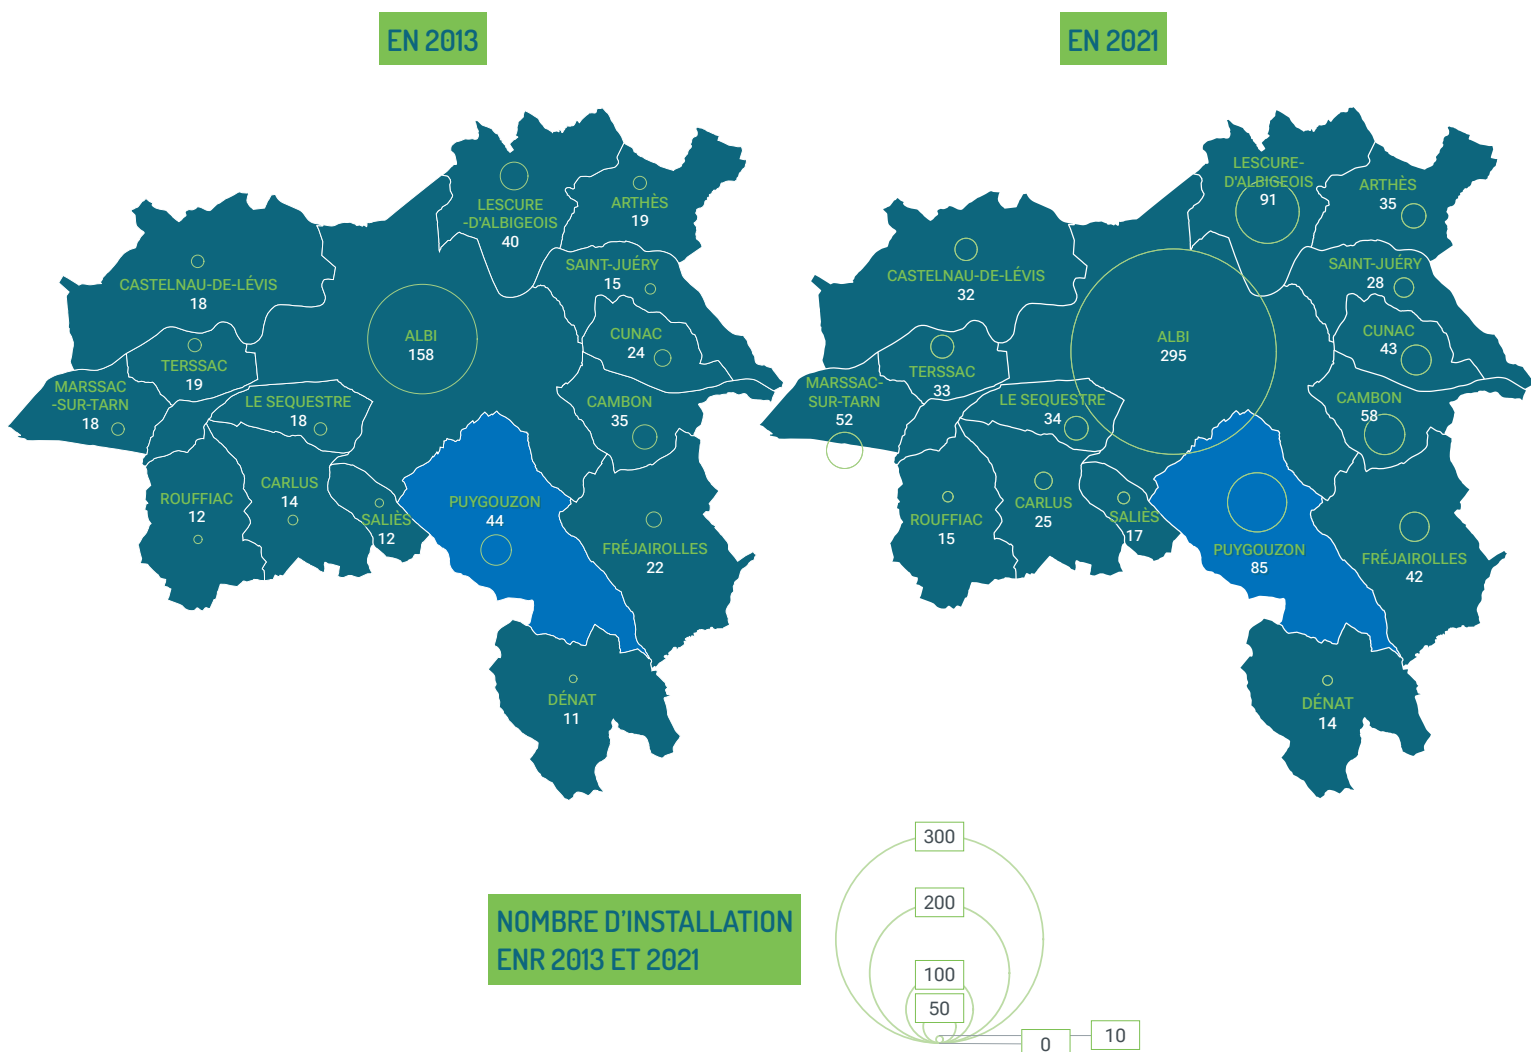 EN 2013
LESCURE
-D'ALBIGEOIS
40
ARTHÈS
19
SAINT-JUÉRY
15
CASTELNAU-DE-LÉVIS
18
ALBI
158
CUNAC
24
TERSSAC
19
MARSSAC
-SUR-TARN
18
LE SEQUESTRE
18
CAMBON
35
ROUFFIAC
12
CARLUS
14
SALIÈS
12
PUYGOUZON
44
FRÉJAIROLLES
22
DÉNAT
11
EN 2021
LESCURE-
D'ALBIGEOIS
91
ARTHÈS
35
SAINT-JUÉRY
28
CASTELNAU-DE-LÉVIS
32
ALBI
295
CUNAC
43
TERSSAC
33
MARSSAC-
SUR-TARN
52
LE SEQUESTRE
34
CAMBON
58
ROUFFIAC
15
CARLUS
25
SALIÈS
17
PUYGOUZON
85
FRÉJAIROLLES
42
DÉNAT
14
NOMBRE D'INSTALLATION
ENR 2013 ET 2021
300
200
100
50
10
0